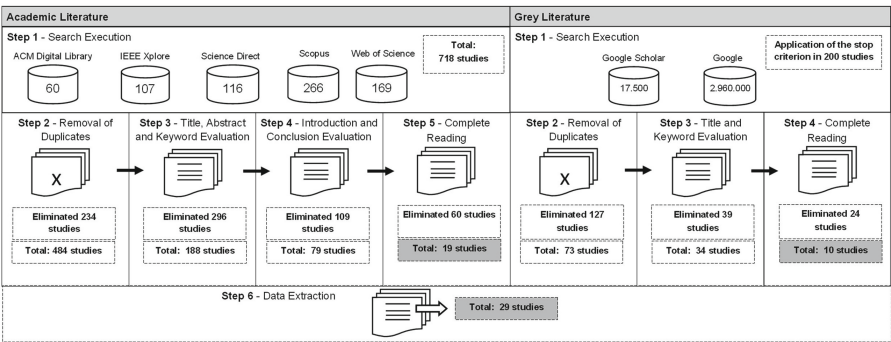 Academic Literature
Step 1 - Search Execution
ACM Digital Library
60
IEEE Xplore
107
Science Direct
116
Scopus
266
Web of Science
169
Total:
718 studies
Step 2 - Removal of
Duplicates
X
Eliminated 234
studies
Total: 484 studies
Step 3 - Title, Abstract
and Keyword Evaluation
Eliminated 296
studies
Total: 188 studies
Step 4 - Introduction and
Conclusion Evaluation
Eliminated 109
studies
Total: 79 studies
Step 5 - Complete
Reading
Eliminated 60 studies
Total: 19 studies
Grey Literature
Step 1 - Search Execution
Google Scholar
17.500
Google
2.960.000
Application of the stop
criterion in 200 studies
Step 2 - Removal of
Duplicates
X
Eliminated 127
studies
Total: 73 studies
Step 3 - Title and
Keyword Evaluation
Eliminated 39
studies
Total: 34 studies
Step 4 - Complete
Reading
Eliminated 24
studies
Total: 10 studies
Step 6 - Data Extraction
Total: 29 studies